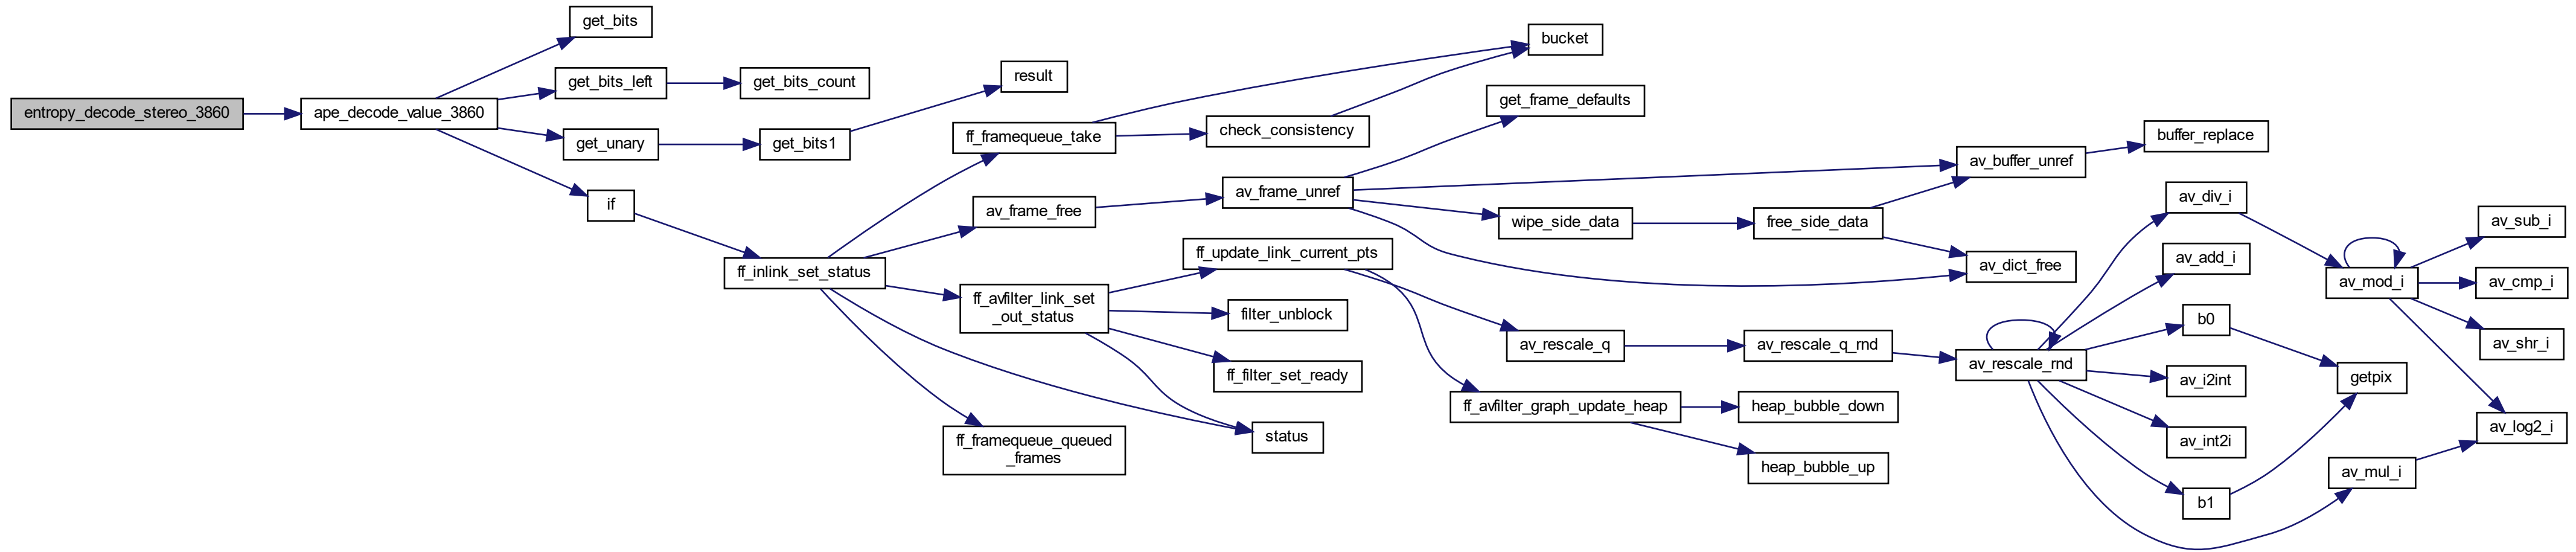 entropy_decode_stereo_3860
ape_decode_value_3860
get_bits
get_bits_left
get_bits_count
get_unary
get_bits1
result
if
ff_inlink_set_status
ff_framequeue_take
check_consistency
bucket
av_frame_free
av_frame_unref
get_frame_defaults
wipe_side_data
free_side_data
av_buffer_unref
buffer_replace
av_dict_free
ff_avfilter_link_set
_out_status
ff_update_link_current_pts
filter_unblock
ff_filter_set_ready
status
ff_framequeue_queued
_frames
av_rescale_q
av_rescale_q_rnd
ff_avfilter_graph_update_heap
heap_bubble_down
heap_bubble_up
av_rescale_rnd
av_div_i
av_add_i
b0
av_i2int
av_int2i
b1
getpix
av_mod_i
av_mul_i
av_sub_i
av_cmp_i
av_shr_i
av_log2_i